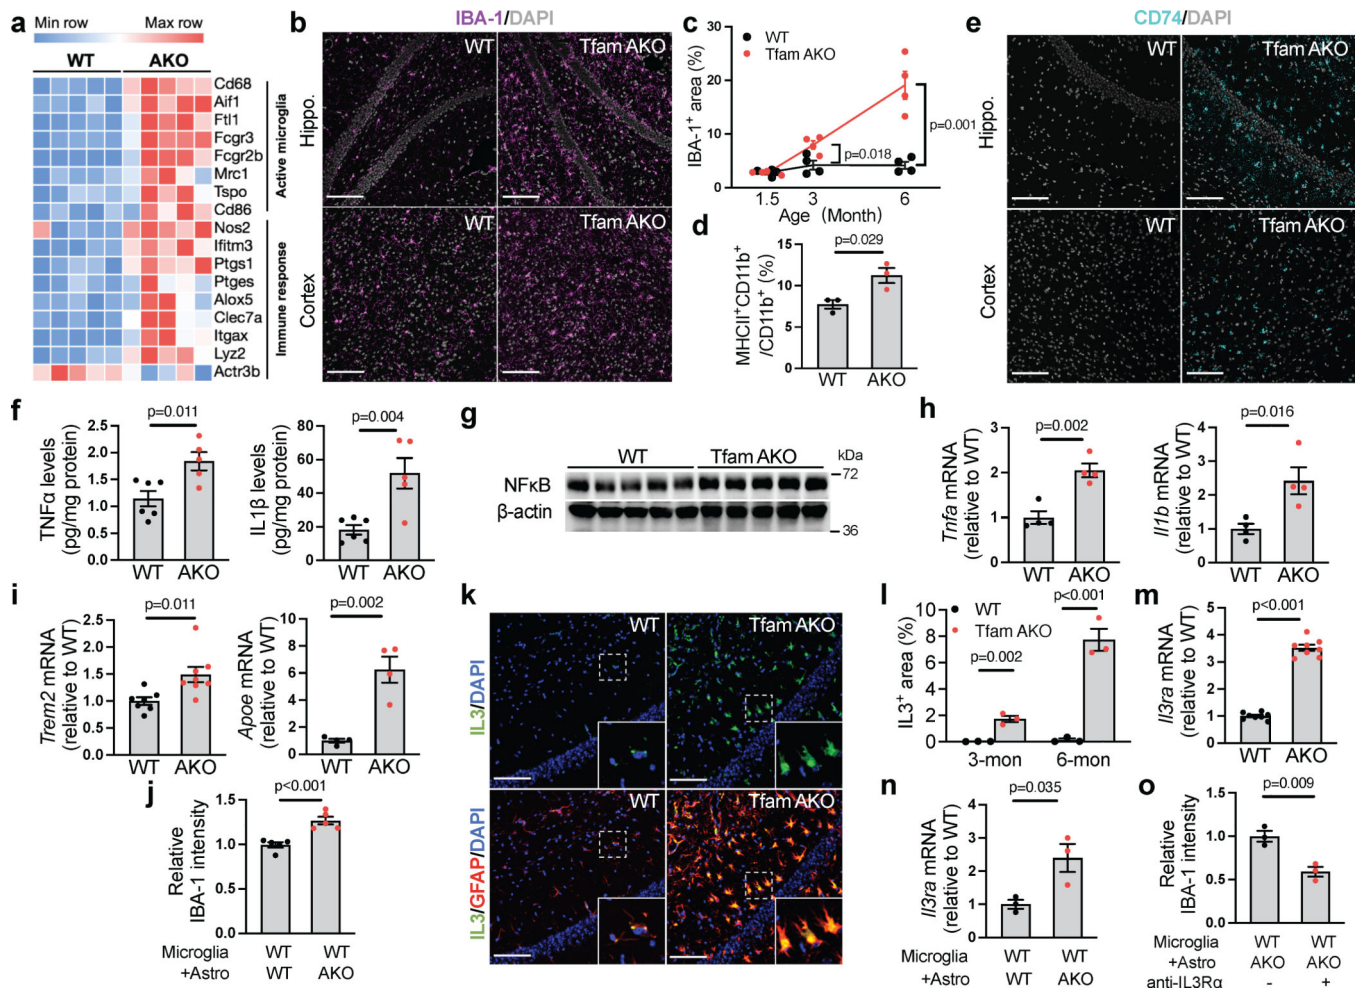 a
Min row
Max row
WT
AKO
Cd68
Aif1
Ftl1
Fcgr3
Fcgr2b
Mrc1
Tspo
Cd86
Nos2
Ifitm3
Ptgs1
Ptges
Alox5
Clec7a
Itgax
Lyz2
Actr3b
Active microglia
Immune response
b
IBA-1/DAPI
WT
Tfam AKO
Hippo.
WT
Tfam AKO
Cortex
c
WT
Tfam AKO
IBA-1⁺ area (%)
30
20
10
0
p=0.001
p=0.018
1.5
3
6
Age (Month)
d
MHCII⁺CD11b⁺
/CD11b⁺ (%)
15
10
5
0
p=0.029
WT
AKO
e
CD74/DAPI
WT
Tfam AKO
Hippo.
WT
Tfam AKO
Cortex
f
TNFα levels
(pg/mg protein)
2.5
2.0
1.5
1.0
0.5
0.0
p=0.011
WT
AKO
IL1β levels
(pg/mg protein)
80
60
40
20
0
p=0.004
WT
AKO
g
WT
Tfam AKO
kDa
72
NFκB
β-actin
36
h
Tnfa mRNA
(relative to WT)
3
2
1
0
p=0.002
WT
AKO
Il1b mRNA
(relative to WT)
4
3
2
1
0
p=0.016
WT
AKO
i
Trem2 mRNA
(relative to WT)
2.5
2.0
1.5
1.0
0.5
0.0
p=0.011
WT
AKO
Apoe mRNA
(relative to WT)
10
8
6
4
2
0
p=0.002
WT
AKO
j
Relative
IBA-1 intensity
1.5
1.0
0.5
0.0
p<0.001
Microglia WT WT
+Astro WT AKO
k
IL3/DAPI
WT
Tfam AKO
IL3/GFAP/DAPI
WT
Tfam AKO
l
WT
Tfam AKO
IL3⁺ area (%)
10
8
6
4
2
0
p=0.002
p<0.001
3-mon
6-mon
m
Il3ra mRNA
(relative to WT)
5
4
3
2
1
0
p<0.001
WT
AKO
n
Il3ra mRNA
(relative to WT)
4
3
2
1
0
p=0.035
Microglia WT WT
+Astro WT AKO
o
Relative
IBA-1 intensity
1.5
1.0
0.5
0.0
p=0.009
Microglia WT WT
+Astro AKO AKO
anti-IL3Rα - +